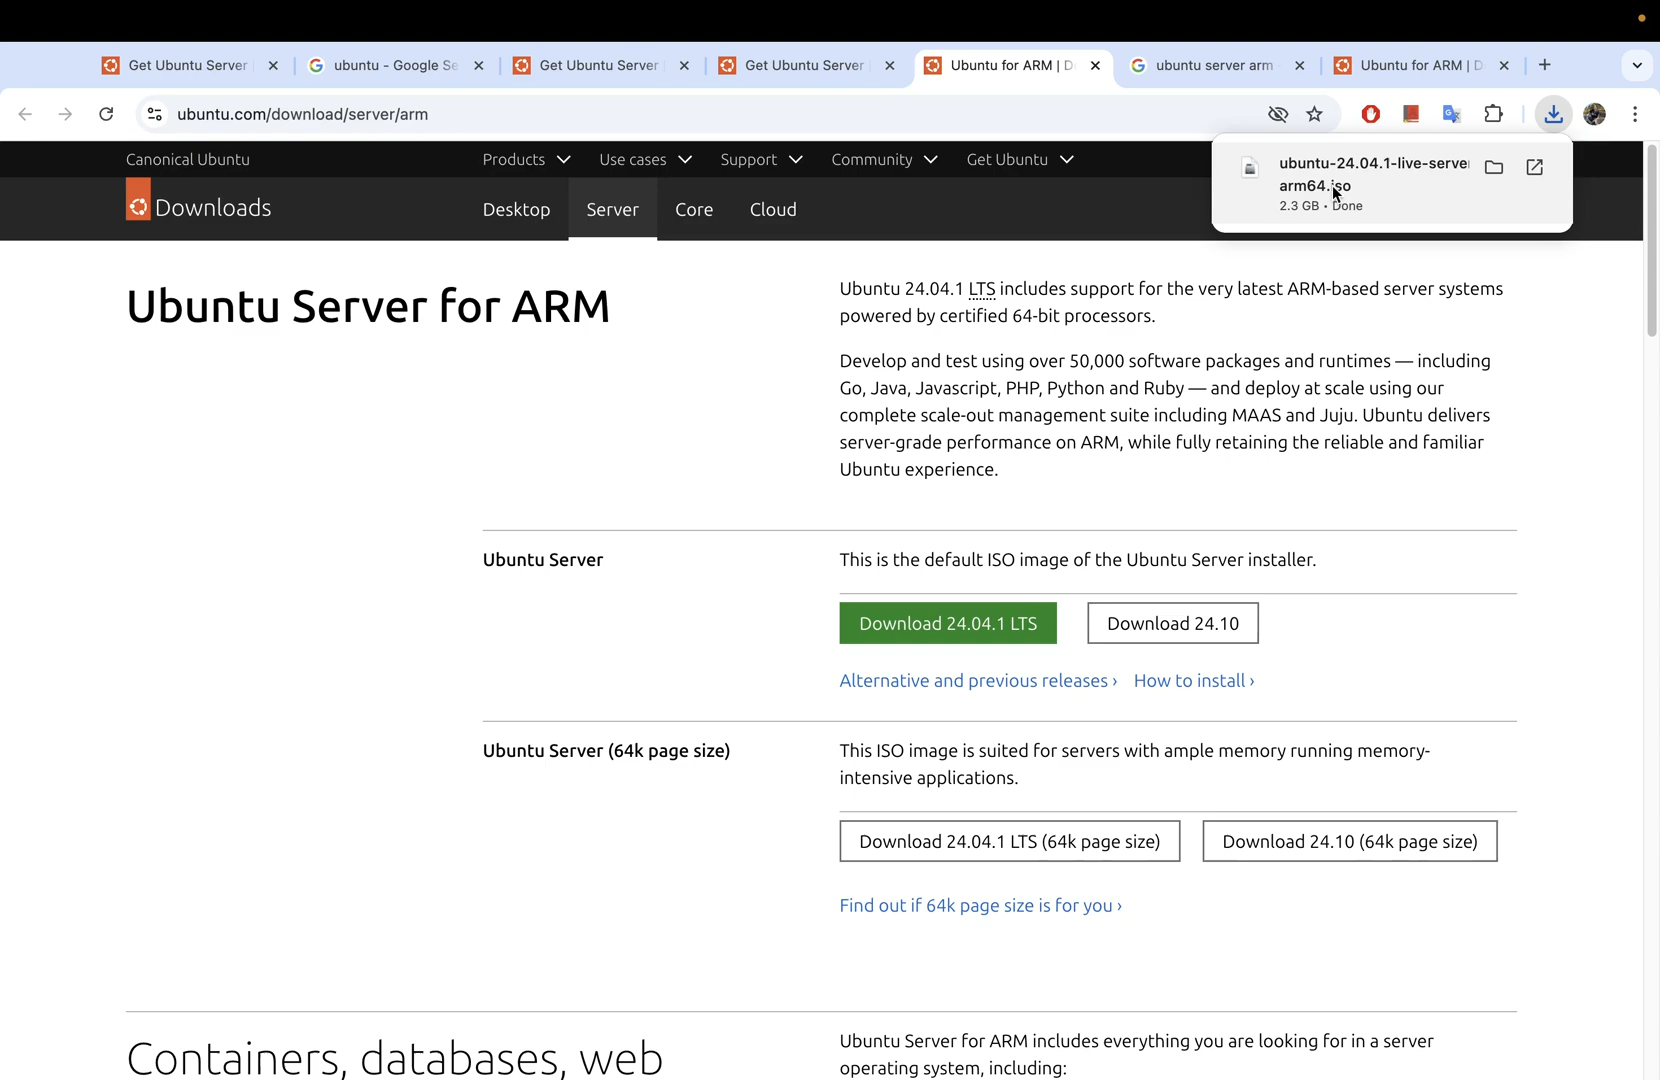 Get Ubuntu Server
ubuntu - Google Se
Get Ubuntu Server
Get Ubuntu Server
Ubuntu for ARM | D
ubuntu server arm
Ubuntu for ARM | D
ubuntu.com/download/server/arm
Canonical Ubuntu
Products
Use cases
Support
Community
Get Ubuntu
ubuntu-24.04.1-live-server
arm64.iso
2.3 GB • Done
Downloads
Desktop
Server
Core
Cloud
Ubuntu Server for ARM
Ubuntu 24.04.1 LTS includes support for the very latest ARM-based server systems
powered by certified 64-bit processors.
Develop and test using over 50,000 software packages and runtimes — including
Go, Java, Javascript, PHP, Python and Ruby — and deploy at scale using our
complete scale-out management suite including MAAS and Juju. Ubuntu delivers
server-grade performance on ARM, while fully retaining the reliable and familiar
Ubuntu experience.
Ubuntu Server
This is the default ISO image of the Ubuntu Server installer.
Download 24.04.1 LTS
Download 24.10
Alternative and previous releases ›
How to install ›
Ubuntu Server (64k page size)
This ISO image is suited for servers with ample memory running memory-
intensive applications.
Download 24.04.1 LTS (64k page size)
Download 24.10 (64k page size)
Find out if 64k page size is for you ›
Containers, databases, web
Ubuntu Server for ARM includes everything you are looking for in a server
operating system, including: